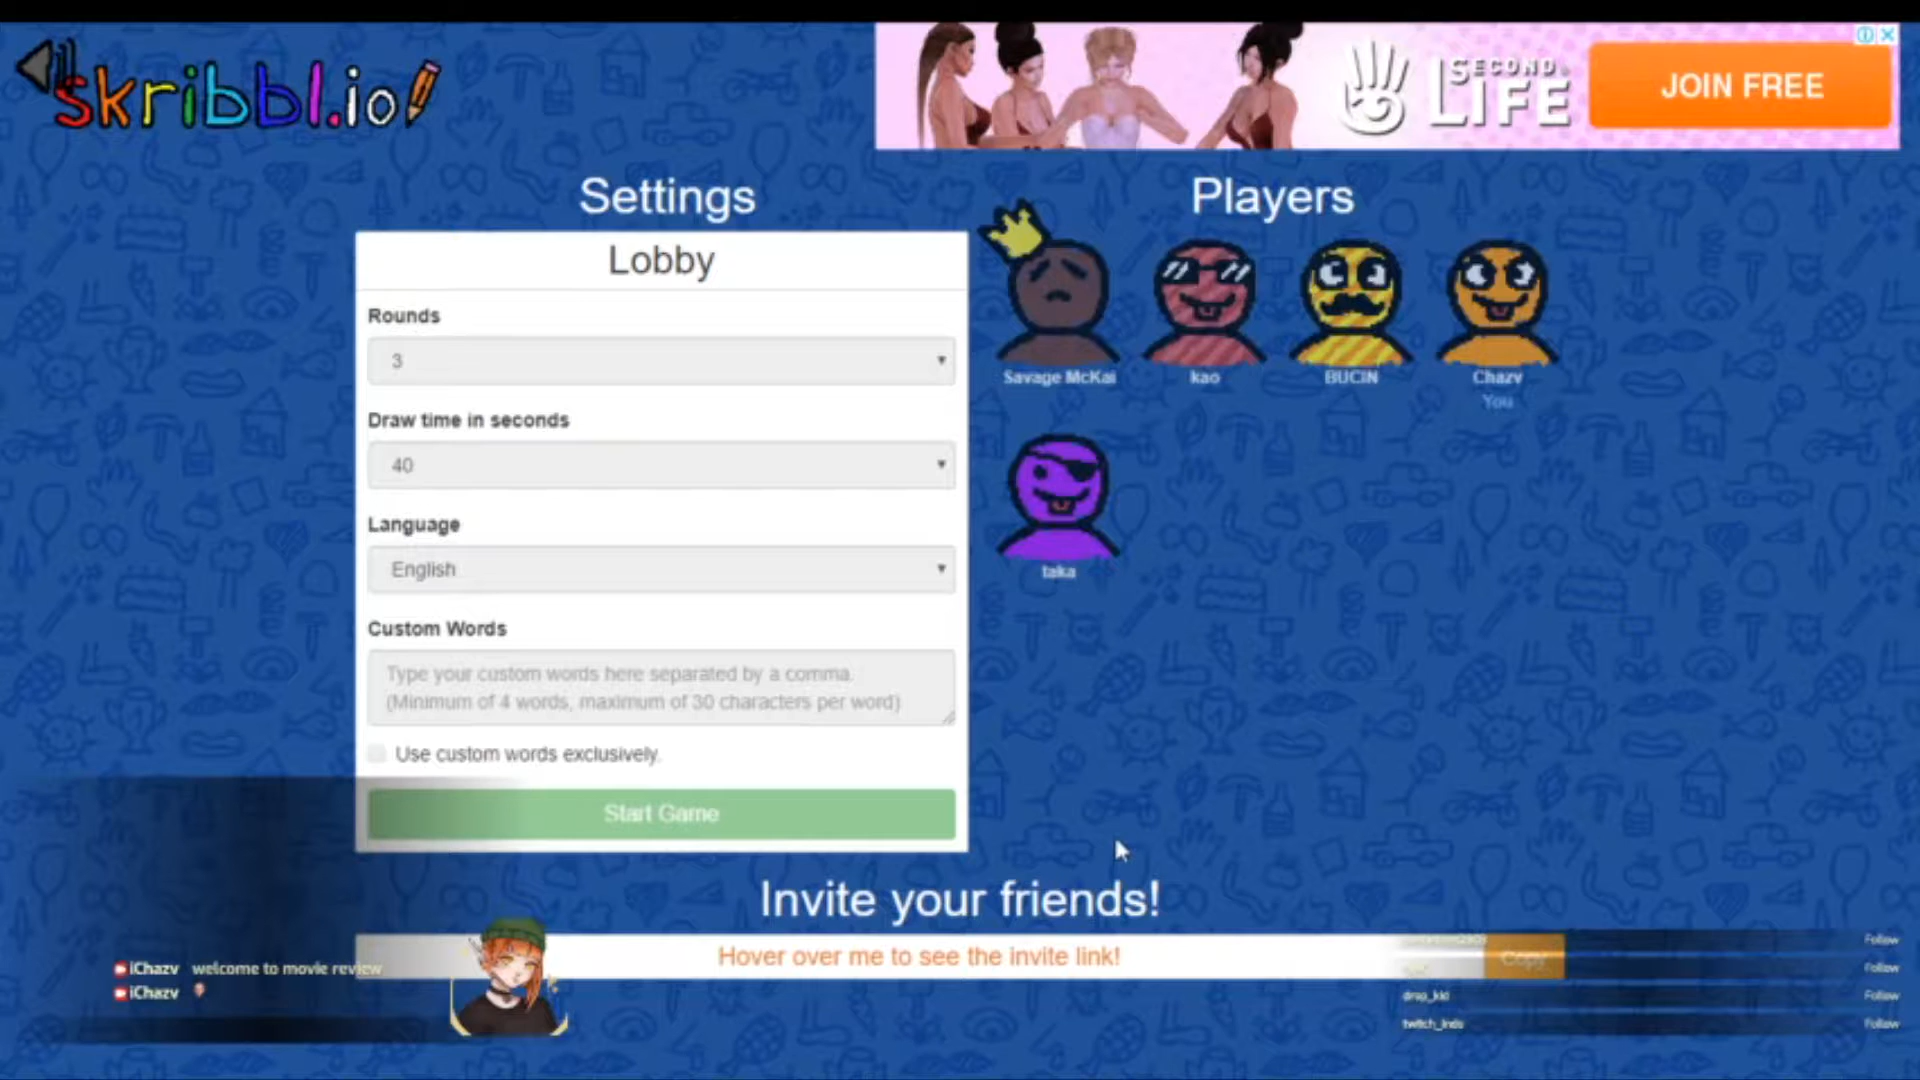 skribbl.io
SECOND
LIFE
JOIN FREE
Settings
Players
Lobby
Rounds
3
Draw time in seconds
40
Language
English
Custom Words
Type your custom words here separated by a comma.
(Minimum of 4 words, maximum of 30 characters per word)
Use custom words exclusively.
Start Game
Savage McKai
kao
BUCIN
Chazv
You
taka
Invite your friends!
Hover over me to see the invite link!
Copy
iChazv welcome to movie review
iChazv
Follow
Follow
Follow
Follow